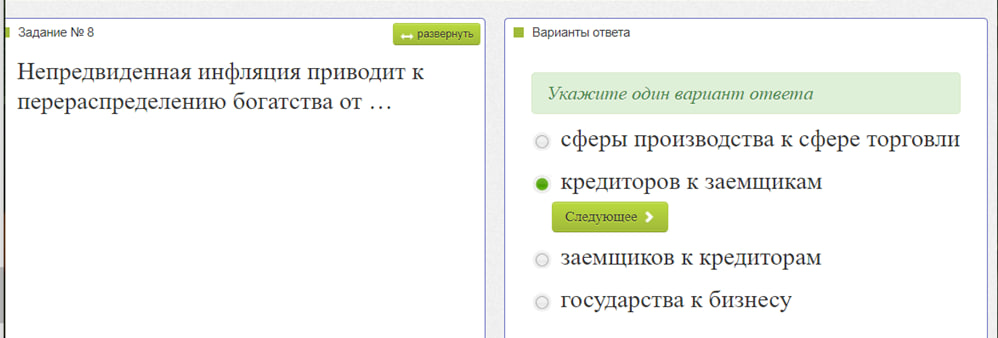 Задание № 8
развернуть
Непредвиденная инфляция приводит к
перераспределению богатства от …
Варианты ответа
Укажите один вариант ответа
сферы производства к сфере торговли
кредиторов к заемщикам
Следующее
заемщиков к кредиторам
государства к бизнесу